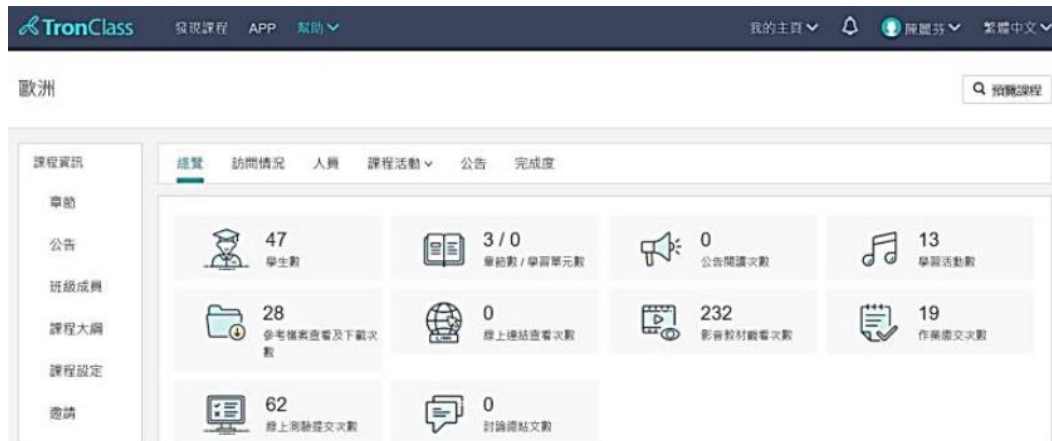 TronClass 發現課程 APP 幫助 我的主頁 陳麗芬 繁體中文
歐洲 預覽課程
課程資訊
章節
公告
班級成員
課程大綱
課程設定
邀請
總覽 訪問情況 人員 課程活動 公告 完成度
47
學生數
3 / 0
章節數 / 學習單元數
0
公告閱讀次數
13
學習活動數
28
參考檔案查看及下載次
數
0
線上連結查看次數
232
影音教材觀看次數
19
作業繳交次數
62
線上測驗提交次數
0
討論總帖文數